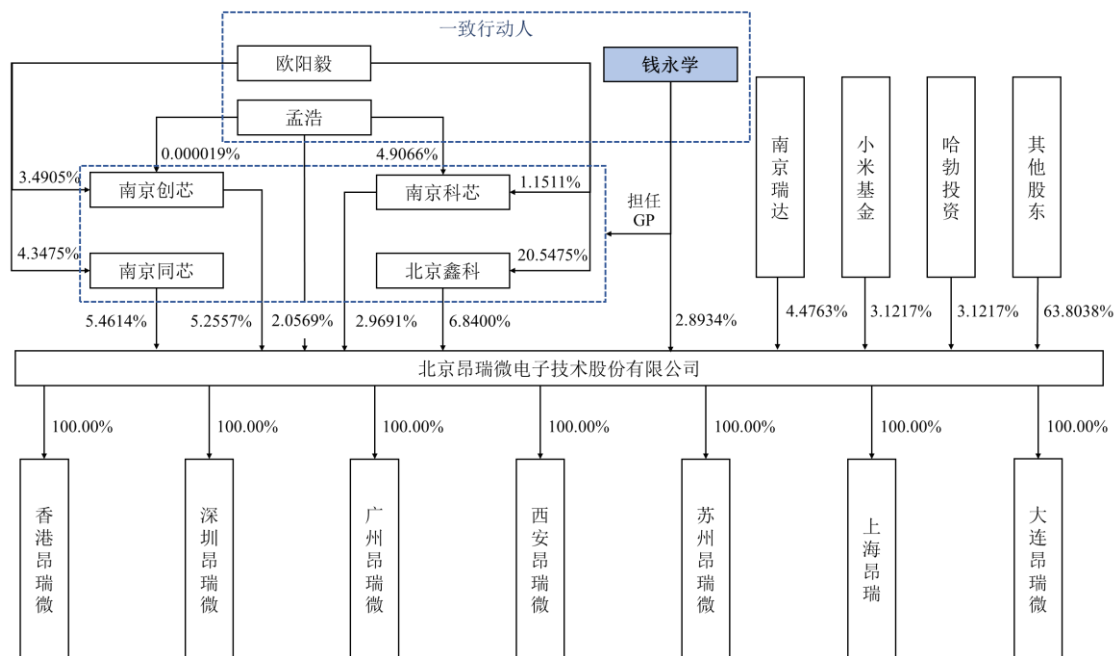 一致行动人
欧阳毅
钱永学
孟浩
0.000019%
4.9066%
3.4905%
南京创芯
南京科芯
1.1511%
担任
GP
4.3475%
南京同芯
北京鑫科
20.5475%
南京瑞达
小米基金
哈勃投资
其他股东
5.4614%
5.2557%
2.0569%
2.9691%
6.8400%
2.8934%
4.4763%
3.1217%
3.1217%
63.8038%
北京昂瑞微电子技术股份有限公司
100.00%
100.00%
100.00%
100.00%
100.00%
100.00%
100.00%
香港昂瑞微
深圳昂瑞微
广州昂瑞微
西安昂瑞微
苏州昂瑞微
上海昂瑞
大连昂瑞微